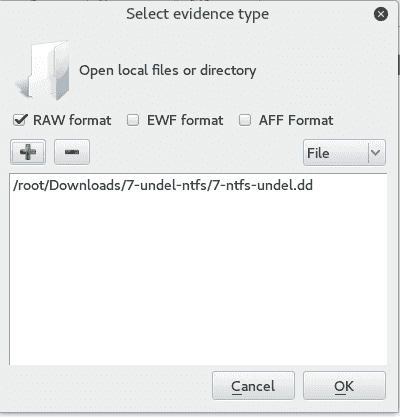 Select evidence type
Open local files or directory
RAW format EWF format AFF Format
File
/root/Downloads/7-undel-ntfs/7-ntfs-undel.dd
Cancel OK